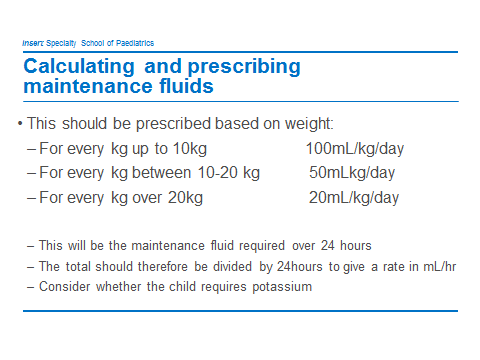 Insert Specialty School of Paediatrics
Calculating and prescribing
maintenance fluids
• This should be prescribed based on weight:
– For every kg up to 10kg 100mL/kg/day
– For every kg between 10-20 kg 50mLkg/day
– For every kg over 20kg 20mL/kg/day
– This will be the maintenance fluid required over 24 hours
– The total should therefore be divided by 24hours to give a rate in mL/hr
– Consider whether the child requires potassium